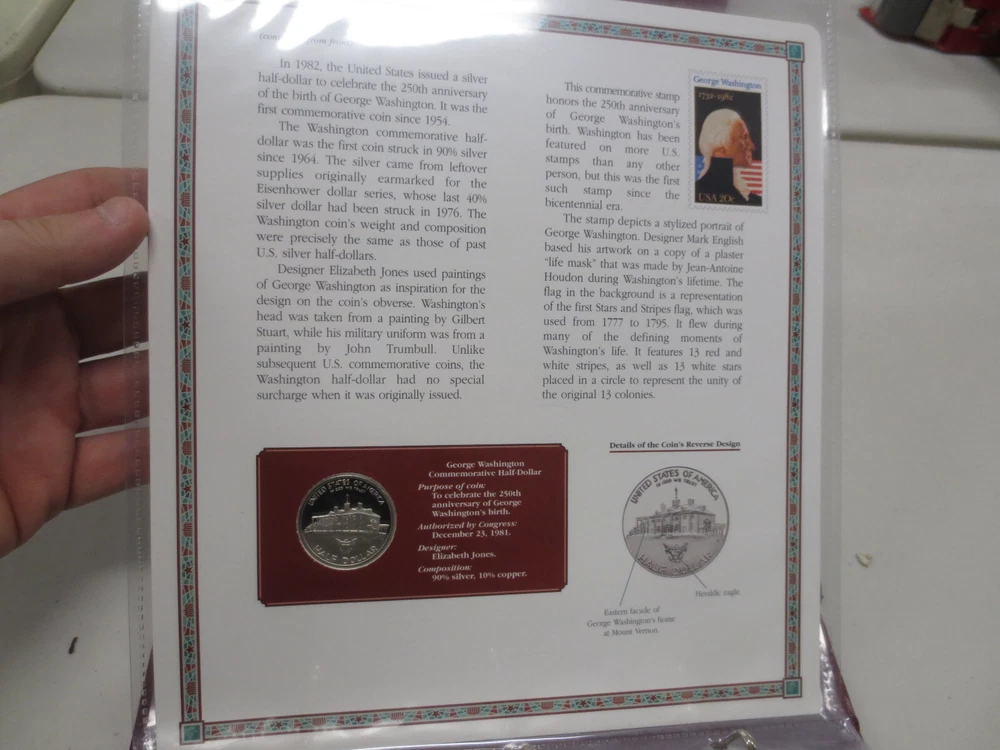 In 1982, the United States issued a silver
half-dollar to celebrate the 250th anniversary
of the birth of George Washington. It was the
first commemorative coin since 1954.
The Washington commemorative half-
dollar was the first coin struck in 90% silver
since 1964. The silver came from leftover
supplies originally earmarked for the
Eisenhower dollar series, whose last 40%
silver dollar had been struck in 1976. The
Washington coin's weight and composition
were precisely the same as those of past
U.S. silver half-dollars.
Designer Elizabeth Jones used paintings
of George Washington as inspiration for the
design on the coin's obverse. Washington's
head was taken from a painting by Gilbert
Stuart, while his military uniform was from a
painting by John Trumbull. Unlike
subsequent U.S. commemorative coins, the
Washington half-dollar had no special
surcharge when it was originally issued.
This commemorative stamp
honors the 250th anniversary
of George Washington's
birth. Washington has been
featured on more U.S.
stamps than any other
person, but this was the first
such stamp since the
bicentennial era.
George Washington
1732-1982
USA 20c
The stamp depicts a stylized portrait of
George Washington. Designer Mark English
based his artwork on a copy of a plaster
"life mask" that was made by Jean-Antoine
Houdon during Washington's lifetime. The
flag in the background is a representation
of the first Stars and Stripes flag, which was
used from 1777 to 1795. It flew during
many of the defining moments of
Washington's life. It features 13 red and
white stripes, as well as 13 white stars
placed in a circle to represent the unity of
the original 13 colonies.
UNITED STATES OF AMERICA
IN GOD WE TRUST
HALF DOLLAR
George Washington
Commemorative Half-Dollar
Purpose of coin:
To celebrate the 250th
anniversary of George
Washington's birth.
Authorized by Congress:
December 23, 1981.
Designer:
Elizabeth Jones.
Composition:
90% silver, 10% copper.
Details of the Coin's Reverse Design
UNITED STATES OF AMERICA
IN GOD WE TRUST
HALF DOLLAR
Heraldic eagle.
Eastern facade of
George Washington's home
at Mount Vernon.